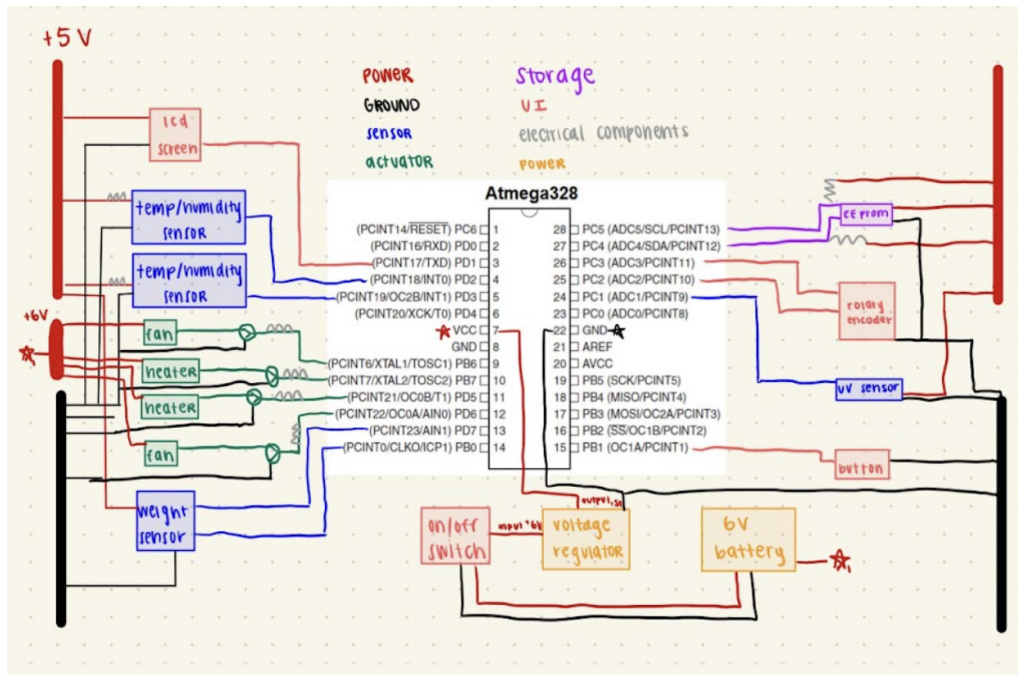 +5V
POWER
GROUND
sensor
actuator
Storage
UI
electrical components
POWER
lcd
screen
temp/humidity
sensor
temp/humidity
sensor
+6V
fan
heater
heater
fan
weight
sensor
Atmega328
(PCINT14/RESET) PC6 1
(PCINT16/RXD) PD0 2
(PCINT17/TXD) PD1 3
(PCINT18/INT0) PD2 4
(PCINT19/OC2B/INT1) PD3 5
(PCINT20/XCK/T0) PD4 6
VCC 7
GND 8
(PCINT6/XTAL1/TOSC1) PB6 9
(PCINT7/XTAL2/TOSC2) PB7 10
(PCINT21/OC0B/T1) PD5 11
(PCINT22/OC0A/AIN0) PD6 12
(PCINT23/AIN1) PD7 13
(PCINT0/CLKO/ICP1) PB0 14
28 PC5 (ADC5/SCL/PCINT13)
27 PC4 (ADC4/SDA/PCINT12)
26 PC3 (ADC3/PCINT11)
25 PC2 (ADC2/PCINT10)
24 PC1 (ADC1/PCINT9)
23 PC0 (ADC0/PCINT8)
22 GND
21 AREF
20 AVCC
19 PB5 (SCK/PCINT5)
18 PB4 (MISO/PCINT4)
17 PB3 (MOSI/OC2A/PCINT3)
16 PB2 (SS/OC1B/PCINT2)
15 PB1 (OC1A/PCINT1)
EEprom
rotary
encoder
uv sensor
button
on/off
switch
input +6V
voltage
regulator
6V
battery